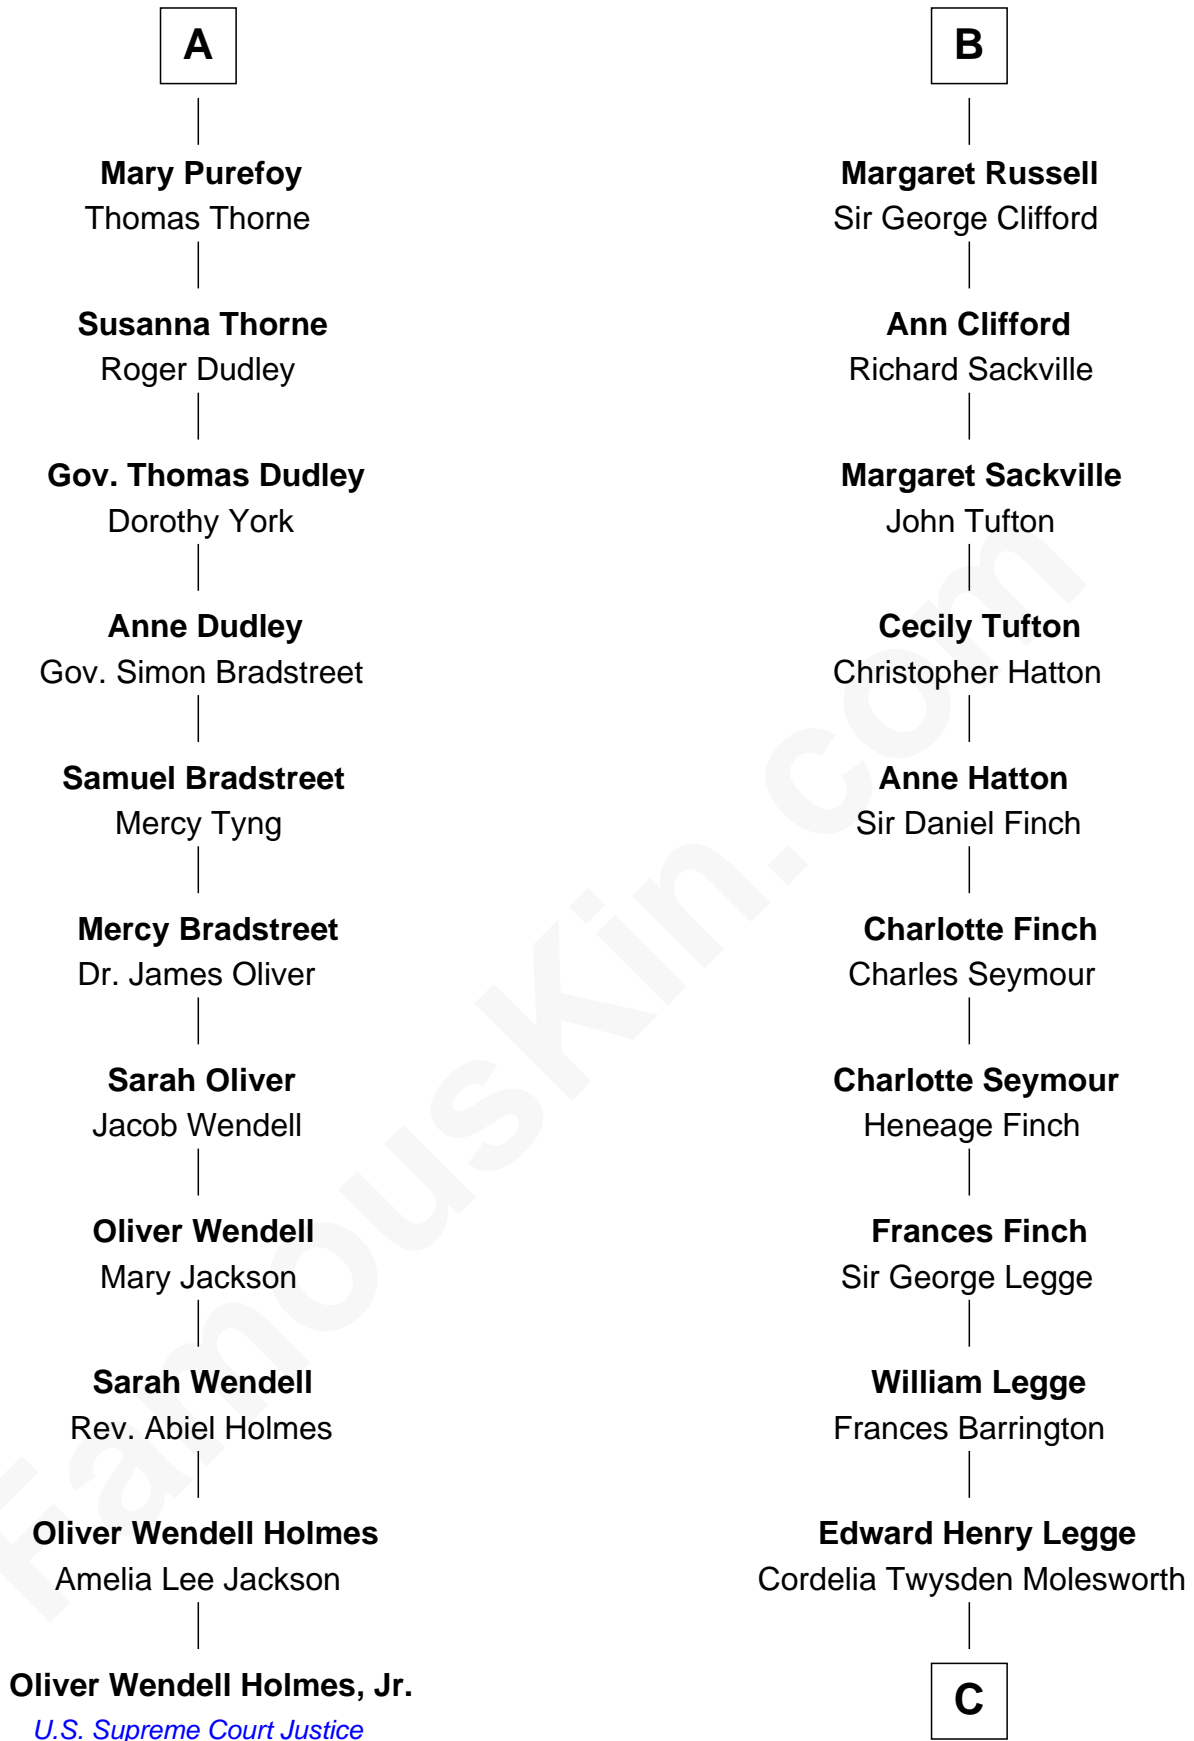 A
Mary Purefoy
Thomas Thorne
Susanna Thorne
Roger Dudley
Gov. Thomas Dudley
Dorothy York
Anne Dudley
Gov. Simon Bradstreet
Samuel Bradstreet
Mercy Tyng
Mercy Bradstreet
Dr. James Oliver
Sarah Oliver
Jacob Wendell
Oliver Wendell
Mary Jackson
Sarah Wendell
Rev. Abiel Holmes
Oliver Wendell Holmes
Amelia Lee Jackson
Oliver Wendell Holmes, Jr.
U.S. Supreme Court Justice
B
Margaret Russell
Sir George Clifford
Ann Clifford
Richard Sackville
Margaret Sackville
John Tufton
Cecily Tufton
Christopher Hatton
Anne Hatton
Sir Daniel Finch
Charlotte Finch
Charles Seymour
Charlotte Seymour
Heneage Finch
Frances Finch
Sir George Legge
William Legge
Frances Barrington
Edward Henry Legge
Cordelia Twysden Molesworth
C
FamousKin.com